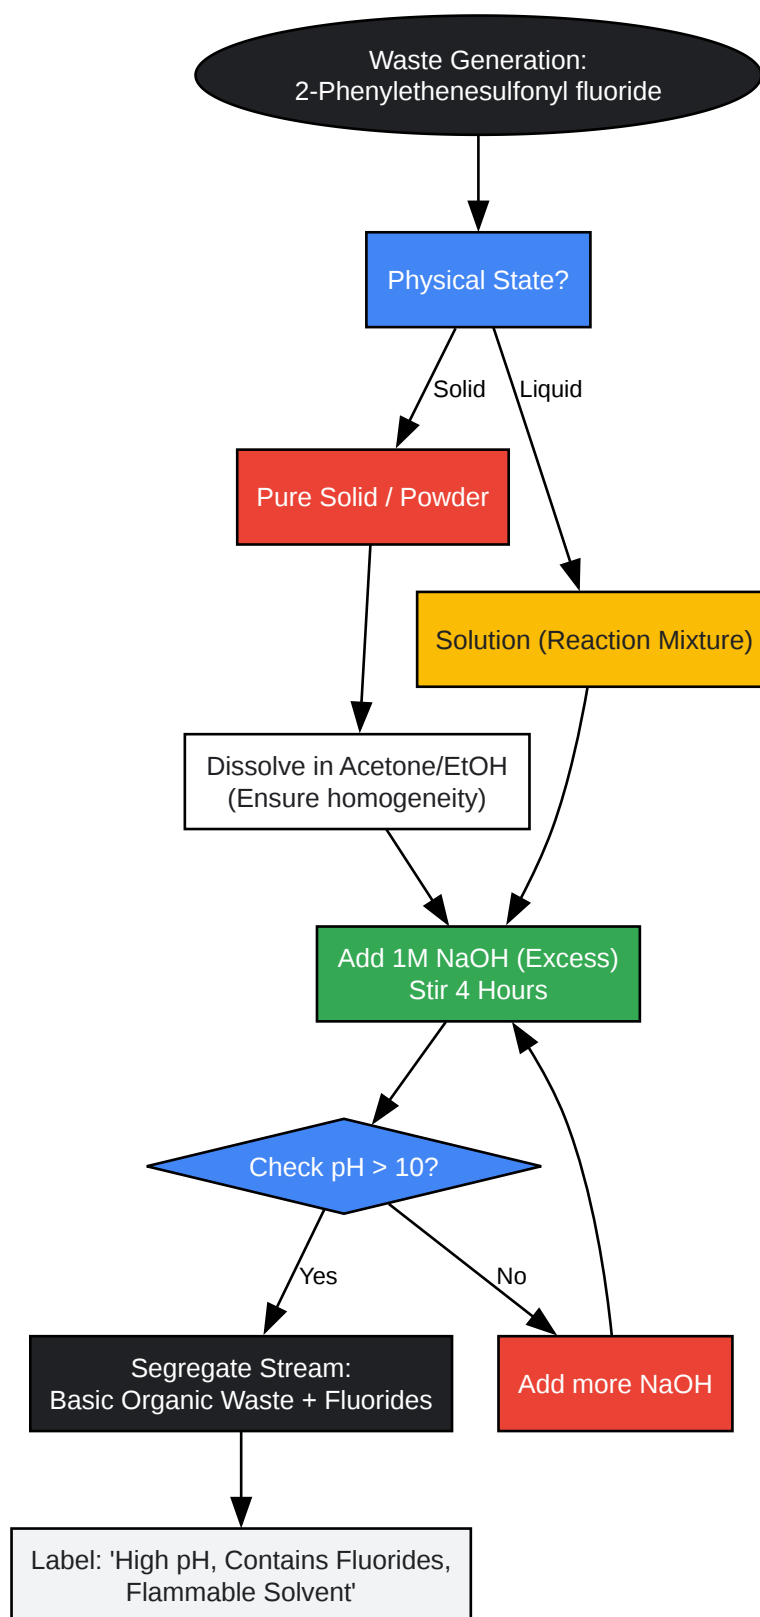 Waste Generation:
2-Phenylethenesulfonyl fluoride
Physical State?
Solid
Liquid
Pure Solid / Powder
Solution (Reaction Mixture)
Dissolve in Acetone/EtOH
(Ensure homogeneity)
Add 1M NaOH (Excess)
Stir 4 Hours
Check pH > 10?
Yes
No
Segregate Stream:
Basic Organic Waste + Fluorides
Add more NaOH
Label: 'High pH, Contains Fluorides,
Flammable Solvent'